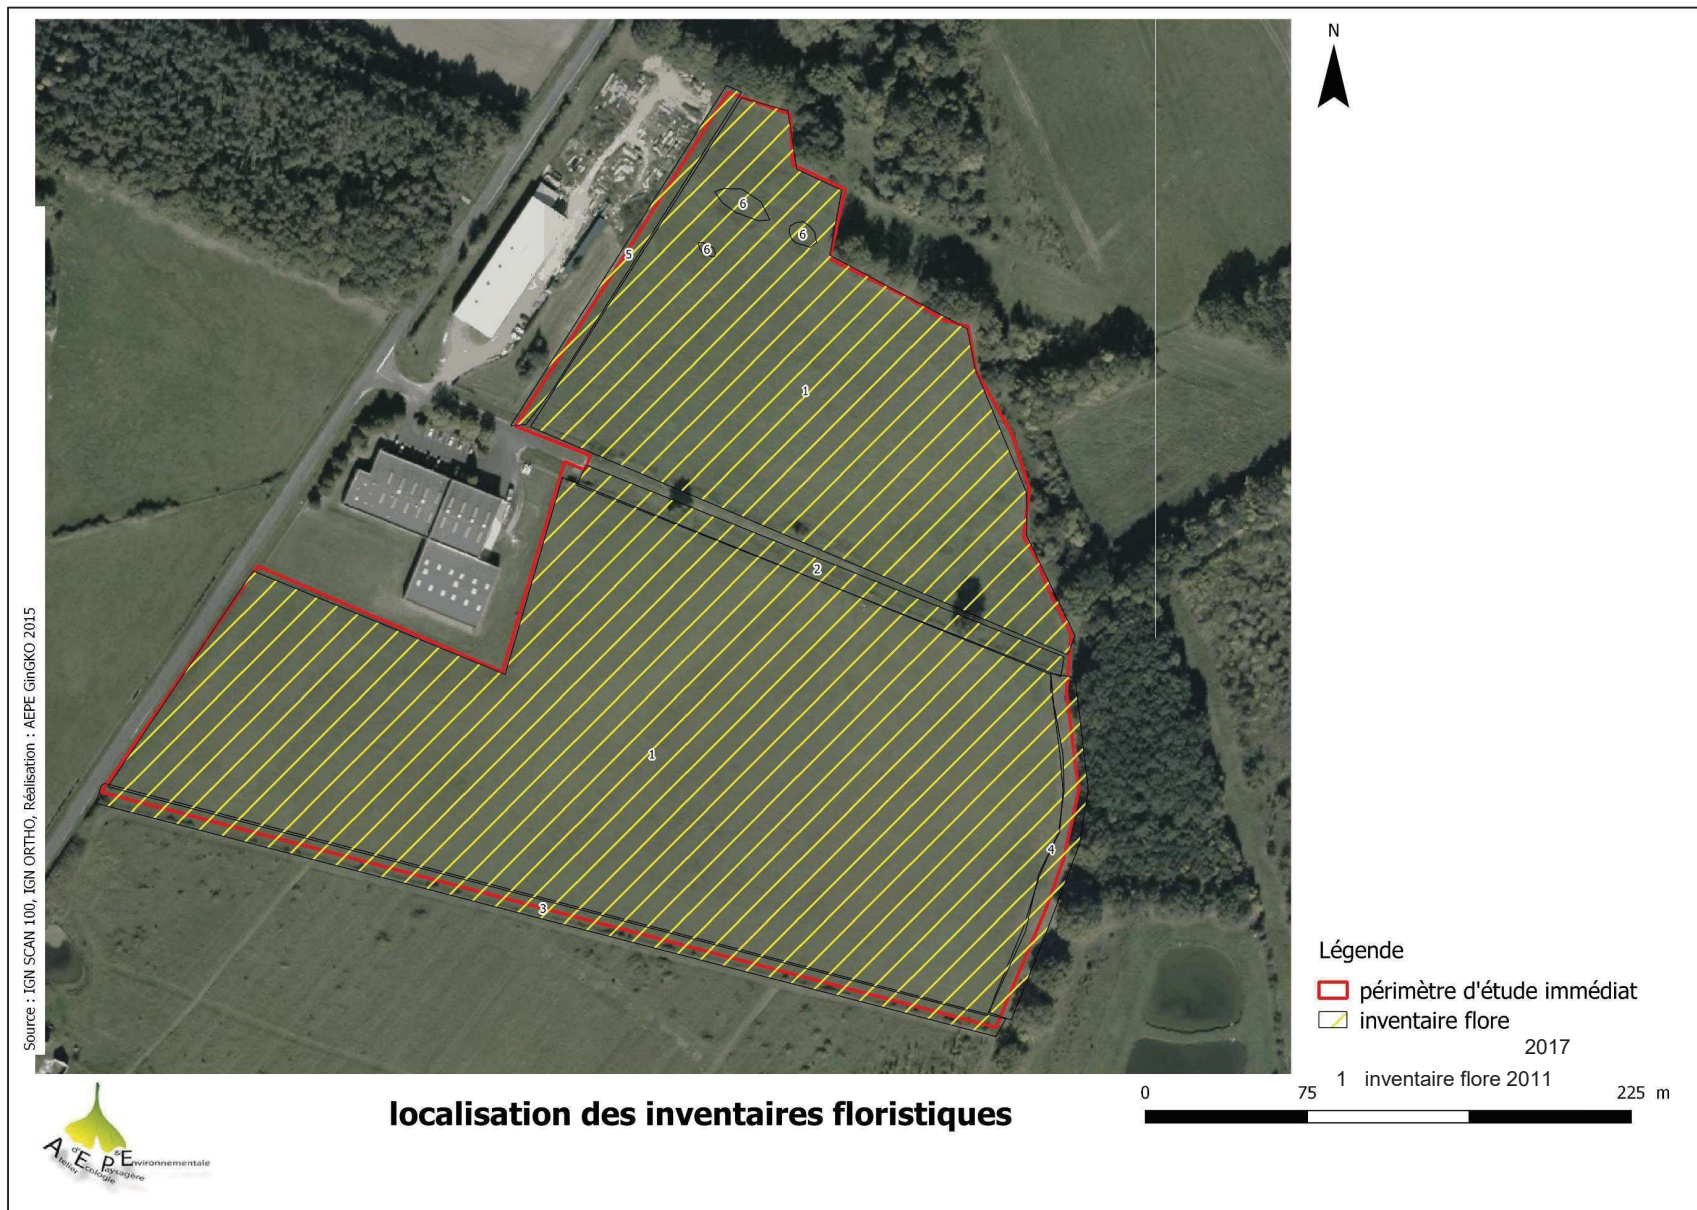 N
6
6
6
5
1
2
1
4
3
Source : IGN SCAN 100, IGN ORTHO, Réalisation : AEPE GinGKO 2015
Légende
périmètre d'étude immédiat
inventaire flore
2017
1 inventaire flore 2011
0 75 225 m
localisation des inventaires floristiques
Atelier d'Ecologie Paysagère & Environnementale